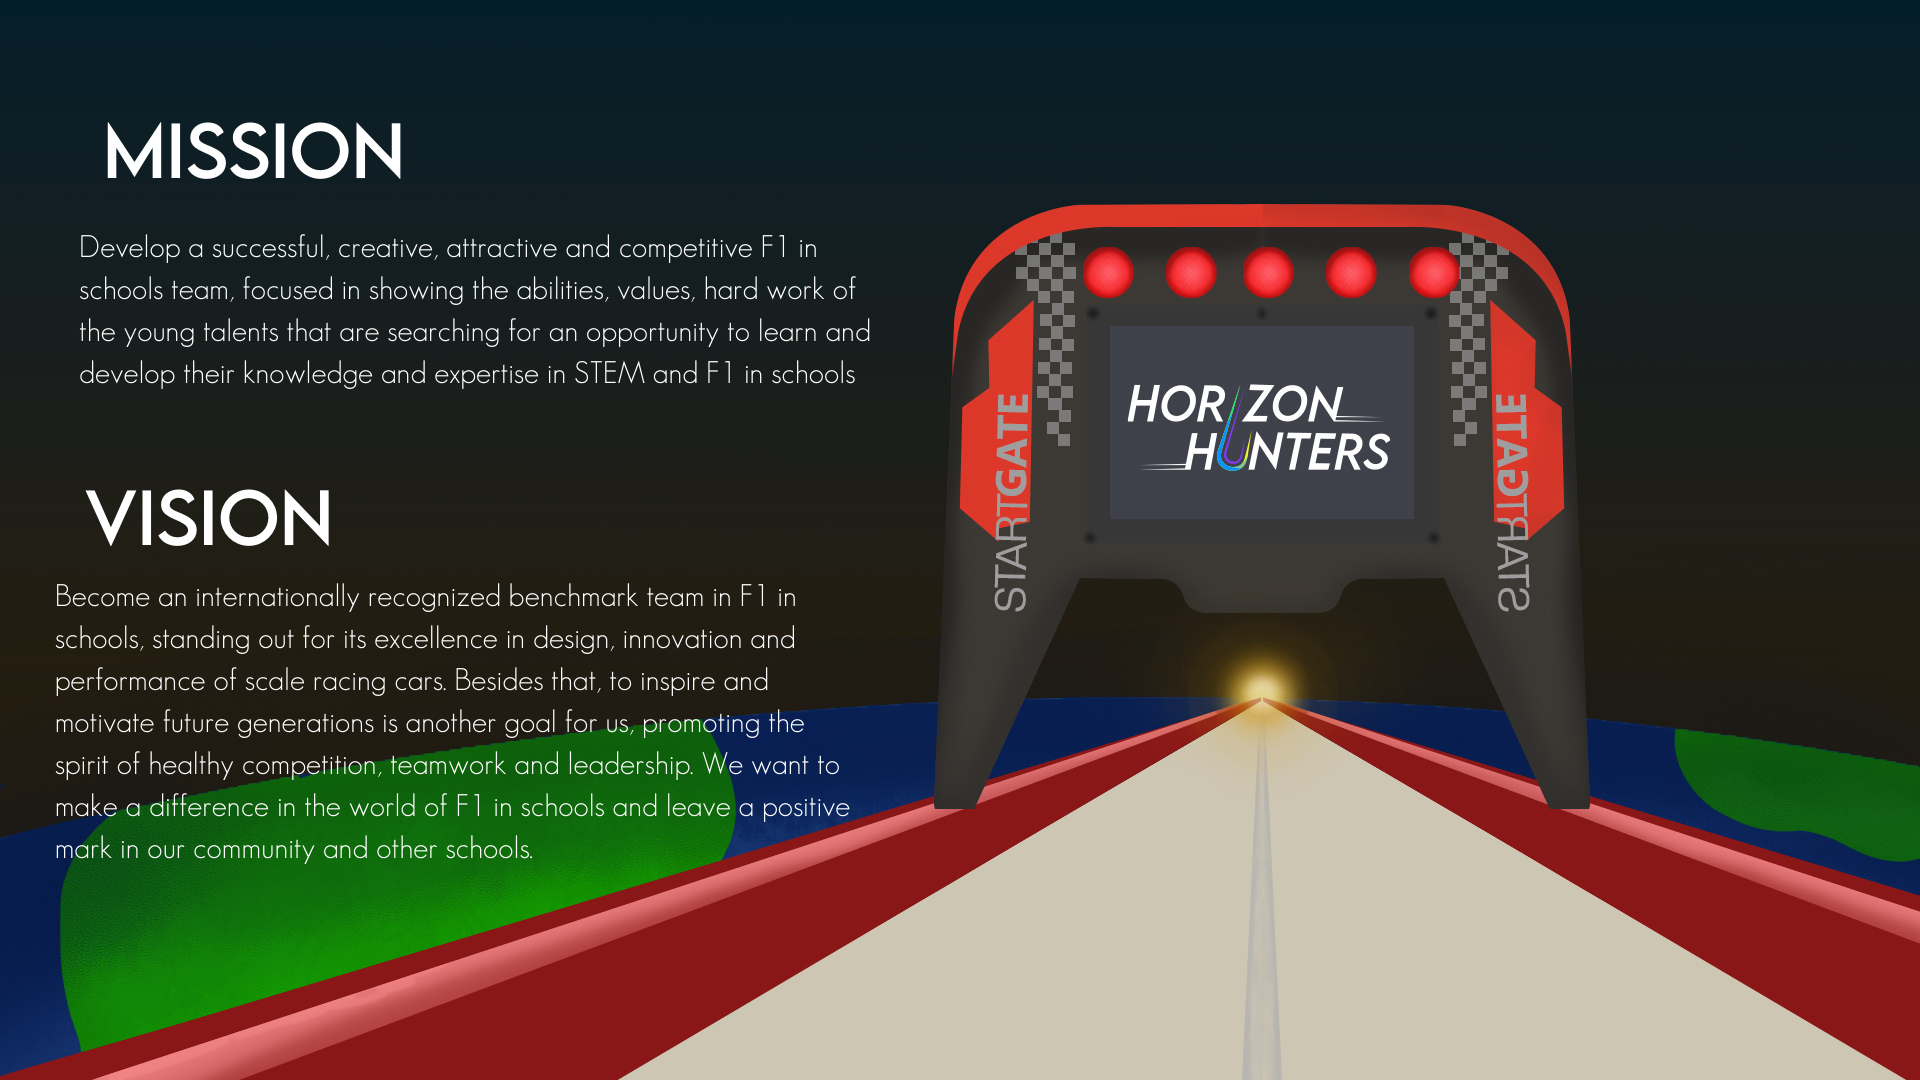 MISSION
Develop a successful, creative, attractive and competitive F1 in
schools team, focused in showing the abilities, values, hard work of
the young talents that are searching for an opportunity to learn and
develop their knowledge and expertise in STEM and F1 in schools
VISION
Become an internationally recognized benchmark team in F1 in
schools, standing out for its excellence in design, innovation and
performance of scale racing cars. Besides that, to inspire and
motivate future generations is another goal for us, promoting the
spirit of healthy competition, teamwork and leadership. We want to
make a difference in the world of F1 in schools and leave a positive
mark in our community and other schools.
HORIZON
HUNTERS
STARTGATE
STARTGATE